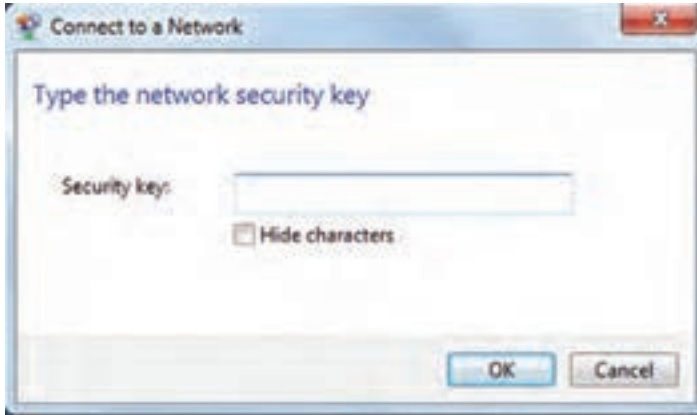 Connect to a Network
Type the network security key
Security key:
Hide characters
OK Cancel